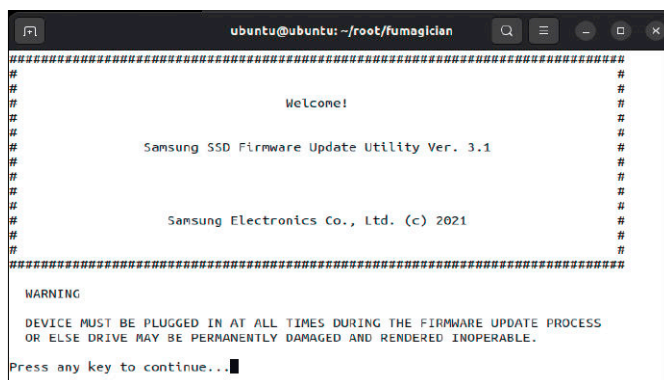 ubuntu@ubuntu: ~/root/fumagician
################################################################################
#                                                                              #
#                                  Welcome!                                    #
#                                                                              #
#                 Samsung SSD Firmware Update Utility Ver. 3.1                 #
#                                                                              #
#                    Samsung Electronics Co., Ltd. (c) 2021                    #
#                                                                              #
################################################################################
WARNING
DEVICE MUST BE PLUGGED IN AT ALL TIMES DURING THE FIRMWARE UPDATE PROCESS
OR ELSE DRIVE MAY BE PERMANENTLY DAMAGED AND RENDERED INOPERABLE.
Press any key to continue...